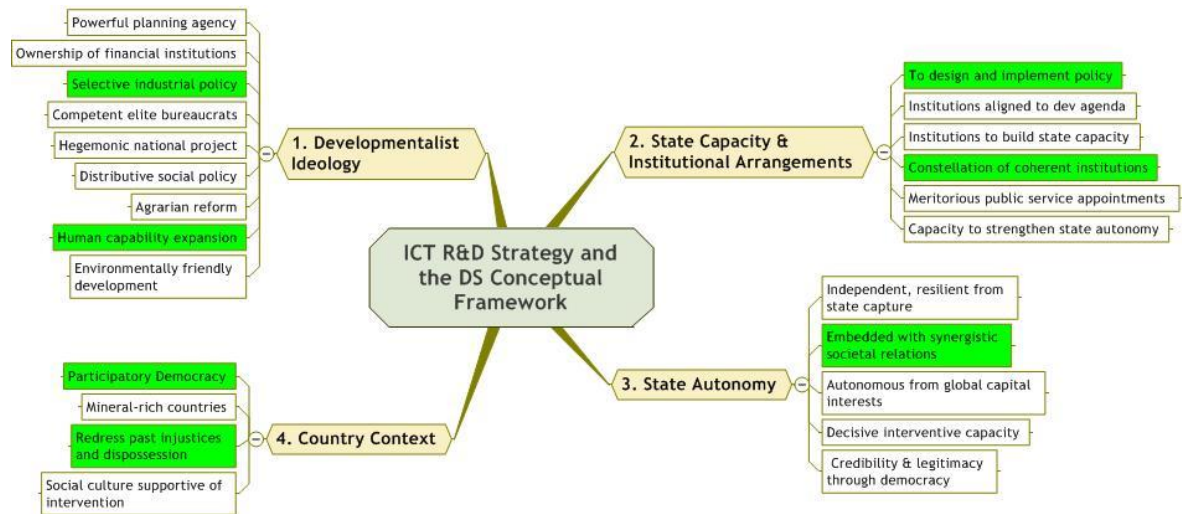 ICT R&D Strategy and
the DS Conceptual
Framework
1. Developmentalist
Ideology
Powerful planning agency
Ownership of financial institutions
Selective industrial policy
Competent elite bureaucrats
Hegemonic national project
Distributive social policy
Agrarian reform
Human capability expansion
Environmentally friendly
development
2. State Capacity &
Institutional Arrangements
To design and implement policy
Institutions aligned to dev agenda
Institutions to build state capacity
Constellation of coherent institutions
Meritorious public service appointments
Capacity to strengthen state autonomy
3. State Autonomy
Independent, resilient from
state capture
Embedded with synergistic
societal relations
Autonomous from global capital
interests
Decisive interventive capacity
Credibility & legitimacy
through democracy
4. Country Context
Participatory Democracy
Mineral-rich countries
Redress past injustices
and dispossession
Social culture supportive of
intervention